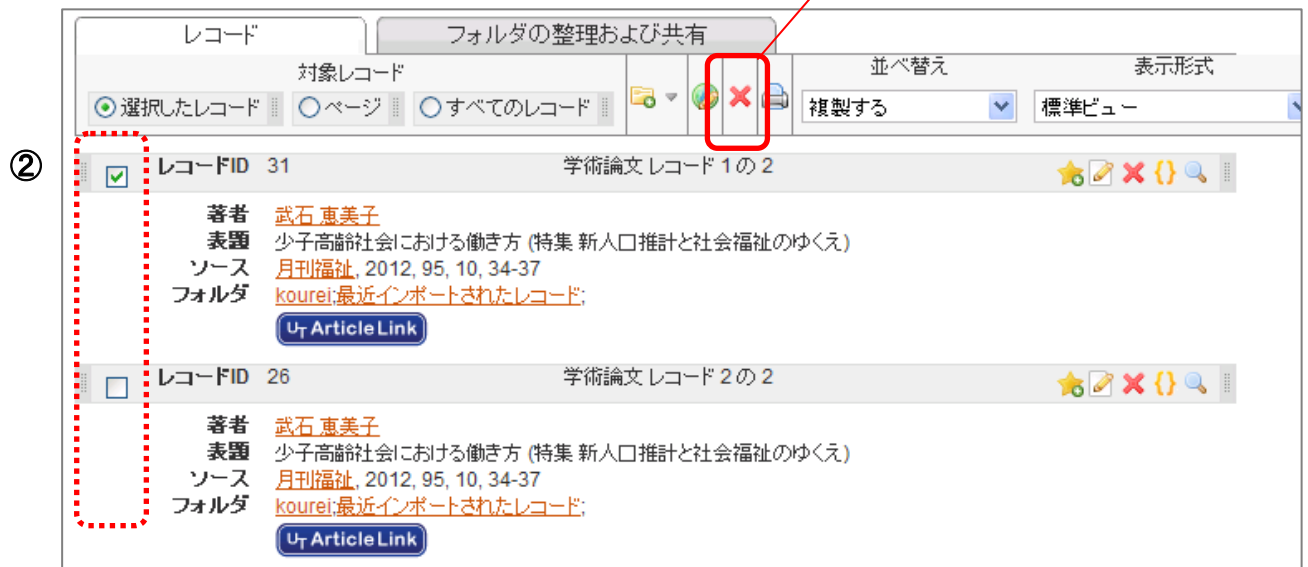 レコード フォルダの整理および共有
対象レコード 並べ替え 表示形式
選択したレコード ページ すべてのレコード 複製する 標準ビュー
② レコードID 31 学術論文 レコード 1 の 2
著者 武石 恵美子
表題 少子高齢社会における働き方 (特集 新人口推計と社会福祉のゆくえ)
ソース 月刊福祉, 2012, 95, 10, 34-37
フォルダ kourei;最近インポートされたレコード;
UT Article Link
レコードID 26 学術論文 レコード 2 の 2
著者 武石 恵美子
表題 少子高齢社会における働き方 (特集 新人口推計と社会福祉のゆくえ)
ソース 月刊福祉, 2012, 95, 10, 34-37
フォルダ kourei;最近インポートされたレコード;
UT Article Link